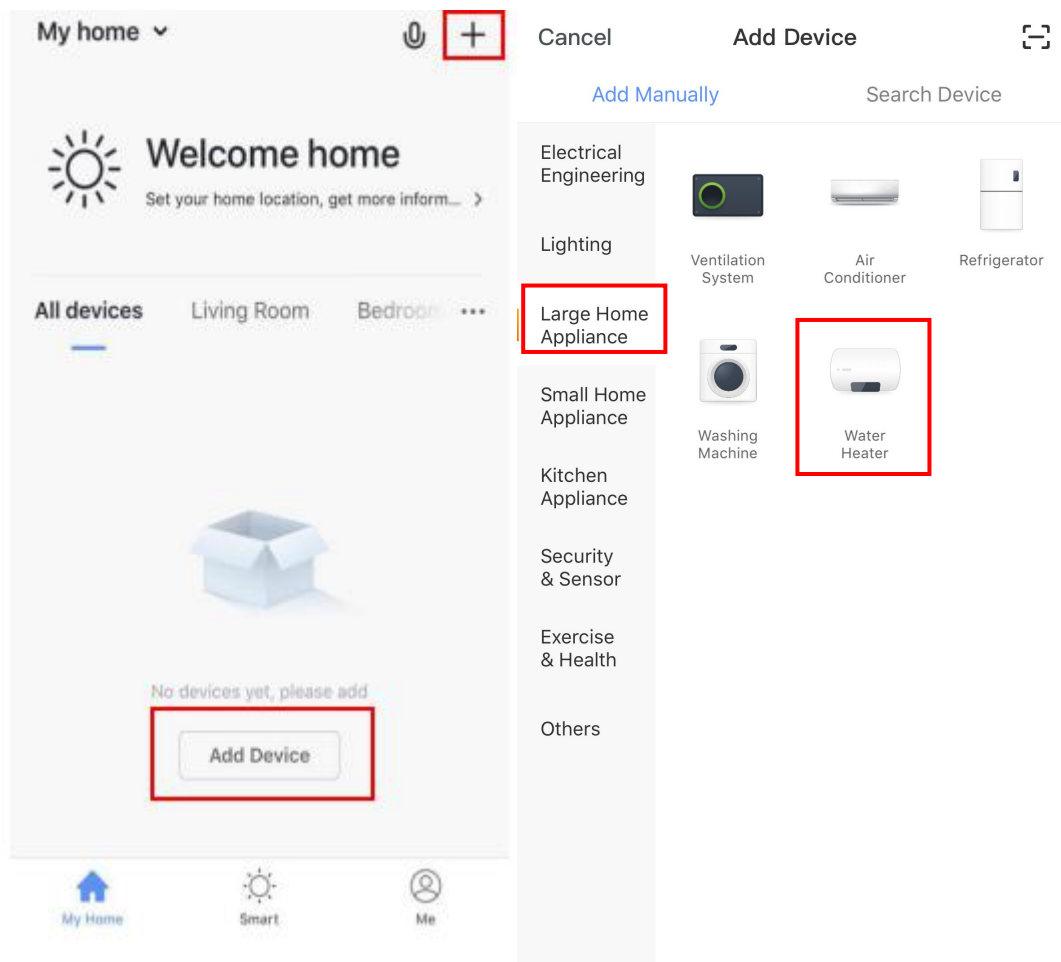 My home
Welcome home
Set your home location, get more inform...
All devices
Living Room
Bedroom
No devices yet, please add
Add Device
My Home
Smart
Me
Cancel
Add Device
Add Manually
Search Device
Electrical
Engineering
Lighting
Large Home
Appliance
Small Home
Appliance
Kitchen
Appliance
Security
& Sensor
Exercise
& Health
Others
Ventilation
System
Air
Conditioner
Refrigerator
Washing
Machine
Water
Heater